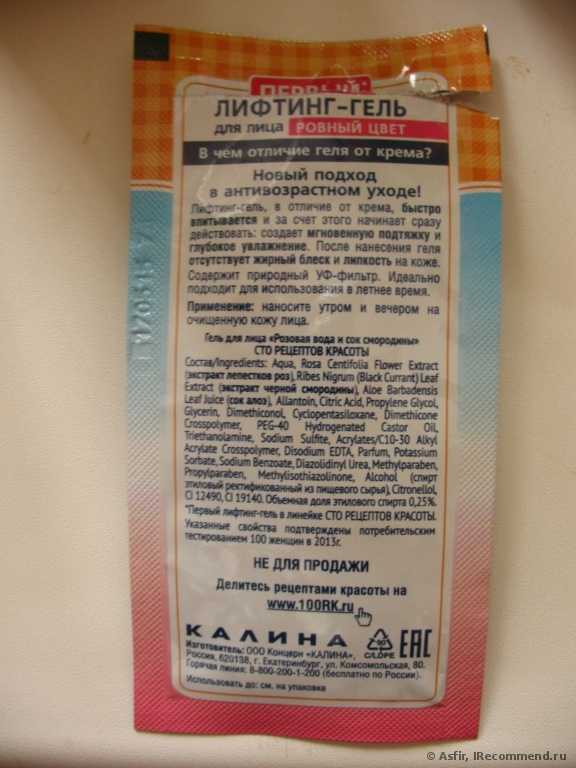 ПЕРВЫЙ*
ЛИФТИНГ-ГЕЛЬ
для лица РОВНЫЙ ЦВЕТ
В чем отличие геля от крема?
Новый подход
в антивозрастном уходе!
Лифтинг-гель, в отличие от крема, быстро
впитывается и за счет этого начинает сразу
действовать: создает мгновенную подтяжку и
глубокое увлажнение. После нанесения геля
отсутствует жирный блеск и липкость на коже.
Содержит природный УФ-фильтр. Идеально
подходит для использования в летнее время.
Применение: наносите утром и вечером на
очищенную кожу лица.
Гель для лица «Розовая вода и сок смородины»
СТО РЕЦЕПТОВ КРАСОТЫ
Состав/Ingredients: Aqua, Rosa Centifolia Flower Extract
(экстракт лепестков роз), Ribes Nigrum (Black Currant) Leaf
Extract (экстракт черной смородины), Aloe Barbadensis
Leaf Juice (сок алоэ), Allantoin, Citric Acid, Propylene Glycol,
Glycerin, Dimethiconol, Cyclopentasiloxane, Dimethicone
Crosspolymer, PEG-40 Hydrogenated Castor Oil,
Triethanolamine, Sodium Sulfite, Acrylates/C10-30 Alkyl
Acrylate Crosspolymer, Disodium EDTA, Parfum, Potassium
Sorbate, Sodium Benzoate, Diazolidinyl Urea, Methylparaben,
Propylparaben, Methylisothiazolinone, Alcohol (спирт
этиловый ректификованный из пищевого сырья), Citronellol,
CI 12490, CI 19140. Объемная доля этилового спирта 0,25%.
*Первый лифтинг-гель в линейке СТО РЕЦЕПТОВ КРАСОТЫ.
Указанные свойства подтверждены потребительским
тестированием 100 женщин в 2013г.
НЕ ДЛЯ ПРОДАЖИ
Делитесь рецептами красоты на
www.100RK.ru
КАЛИНА
90
C/LDPE
EAC
Изготовитель: ООО Концерн «КАЛИНА»,
Россия, 620138, г. Екатеринбург, ул. Комсомольская, 80.
Горячая линия: 8-800-200-1-200 (бесплатно по России).
Использовать до: см. на упаковке
© Asfir, IRecommend.ru